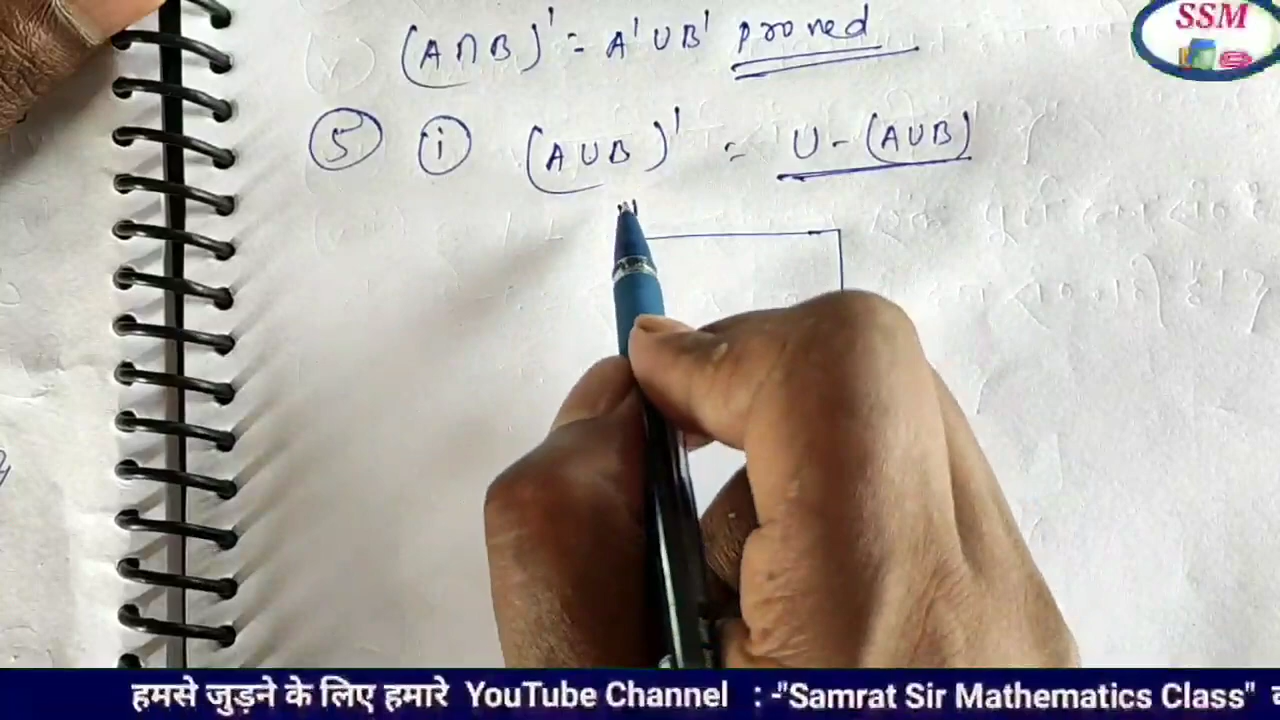 SSM
(A∩B)' = A'∪B' proved
⑤ ⓘ (A∪B)' = U-(A∪B)
हमसे जुड़ने के लिए हमारे YouTube Channel :-"Samrat Sir Mathematics Class"